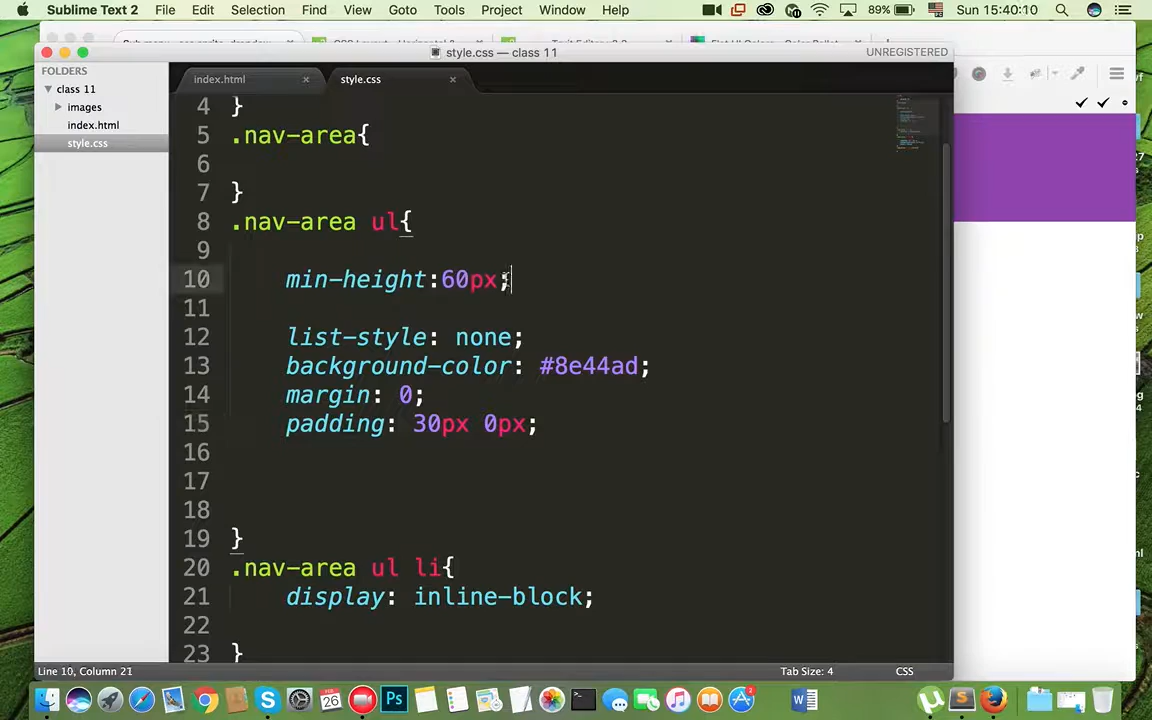 Sublime Text 2 File Edit Selection Find View Goto Tools Project Window Help 89% Sun 15:40:10
style.css — class 11 UNREGISTERED
FOLDERS
class 11
images
index.html
style.css
index.html
style.css
4 }
5 .nav-area{
6
7 }
8 .nav-area ul{
9
10 min-height:60px;
11
12 list-style: none;
13 background-color: #8e44ad;
14 margin: 0;
15 padding: 30px 0px;
16
17
18
19 }
20 .nav-area ul li{
21 display: inline-block;
22
23 }
Line 10, Column 21 Tab Size: 4 CSS